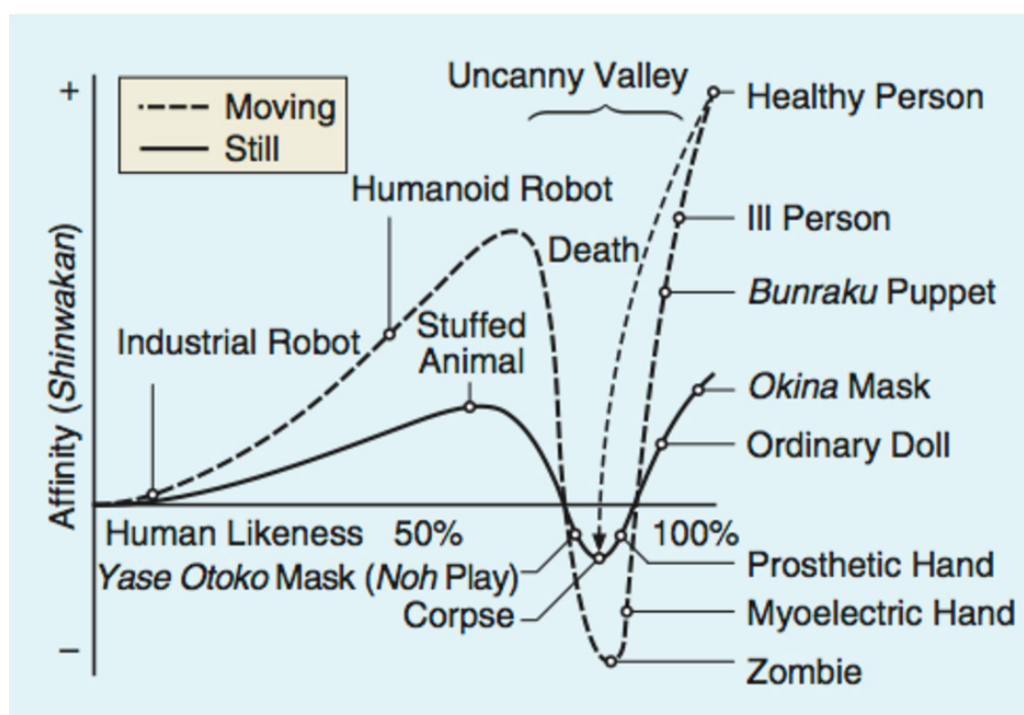 Uncanny Valley
+
Moving
Still
Healthy Person
Humanoid Robot
Ill Person
Death
Bunraku Puppet
Stuffed
Animal
Industrial Robot
Okina Mask
Ordinary Doll
Affinity (Shinwakan)
Human Likeness 50% 100%
Yase Otoko Mask (Noh Play)
Prosthetic Hand
Corpse
Myoelectric Hand
−
Zombie